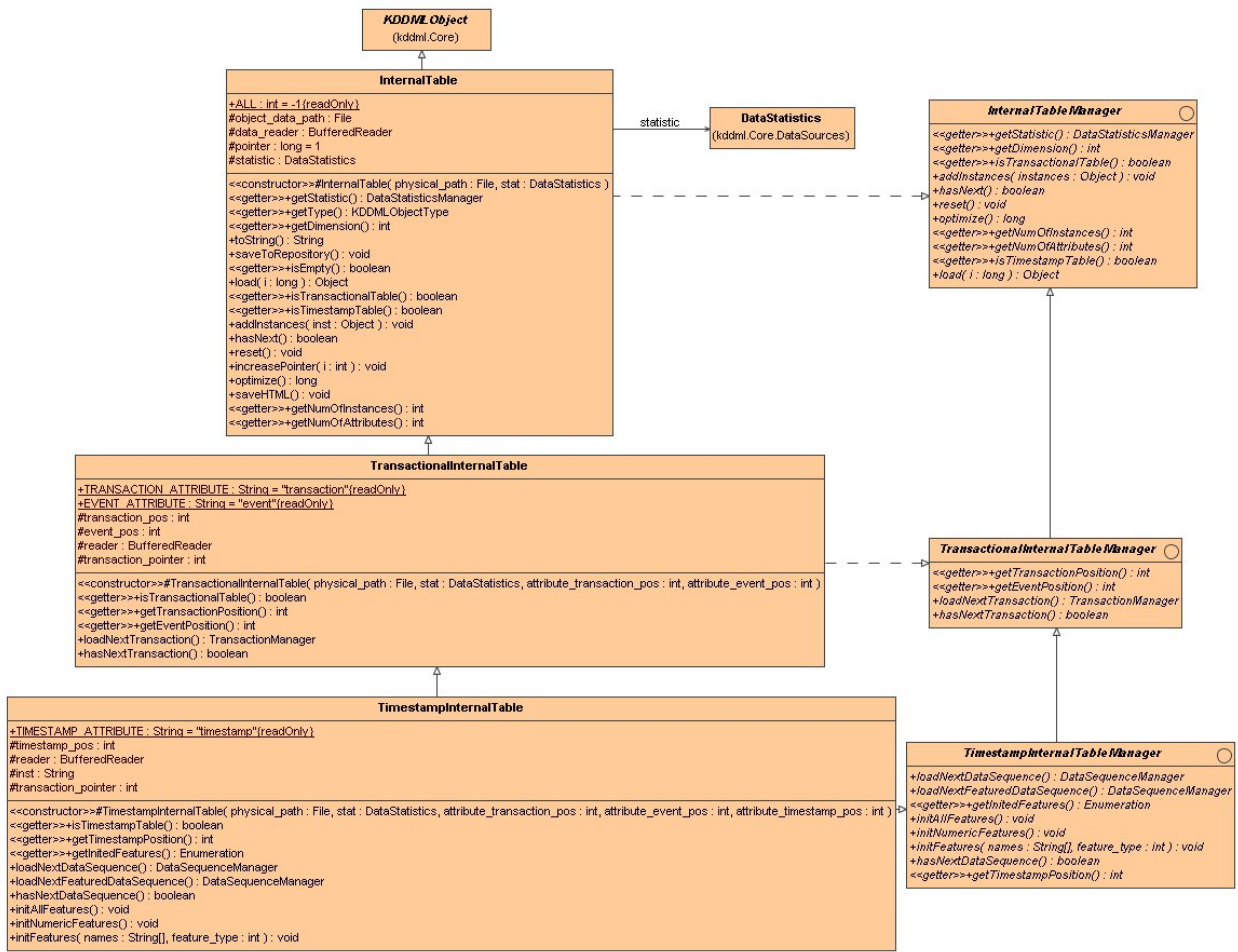 KDDMLObject
(kddml.Core)
InternalTable
+ALL : int = -1{readOnly}
#object_data_path : File
#data_reader : BufferedReader
#pointer : long = 1
#statistic : DataStatistics
<<constructor>>#InternalTable( physical_path : File, stat : DataStatistics )
<<getter>>+getStatistic() : DataStatisticsManager
<<getter>>+getType() : KDDMLObjectType
<<getter>>+getDimension() : int
+toString() : String
+saveToRepository() : void
<<getter>>+isEmpty() : boolean
+load( i : long ) : Object
<<getter>>+isTransactionalTable() : boolean
<<getter>>+isTimestampTable() : boolean
+addInstances( inst : Object ) : void
+hasNext() : boolean
+reset() : void
+increasePointer( i : int ) : void
+optimize() : long
+saveHTML() : void
<<getter>>+getNumOfInstances() : int
<<getter>>+getNumOfAttributes() : int
statistic
DataStatistics
(kddml.Core.DataSources)
InternalTableManager
<<getter>>+getStatistic() : DataStatisticsManager
<<getter>>+getDimension() : int
<<getter>>+isTransactionalTable() : boolean
+addInstances( instances : Object ) : void
+hasNext() : boolean
+reset() : void
+optimize() : long
<<getter>>+getNumOfInstances() : int
<<getter>>+getNumOfAttributes() : int
<<getter>>+isTimestampTable() : boolean
+load( i : long ) : Object
TransactionalInternalTable
+TRANSACTION_ATTRIBUTE : String = "transaction"{readOnly}
+EVENT_ATTRIBUTE : String = "event"{readOnly}
#transaction_pos : int
#event_pos : int
#reader : BufferedReader
#transaction_pointer : int
<<constructor>>#TransactionalInternalTable( physical_path : File, stat : DataStatistics, attribute_transaction_pos : int, attribute_event_pos : int )
<<getter>>+isTransactionalTable() : boolean
<<getter>>+getTransactionPosition() : int
<<getter>>+getEventPosition() : int
+loadNextTransaction() : TransactionManager
+hasNextTransaction() : boolean
TransactionalInternalTableManager
<<getter>>+getTransactionPosition() : int
<<getter>>+getEventPosition() : int
+loadNextTransaction() : TransactionManager
+hasNextTransaction() : boolean
TimestampInternalTable
+TIMESTAMP_ATTRIBUTE : String = "timestamp"{readOnly}
#timestamp_pos : int
#reader : BufferedReader
#inst : String
#transaction_pointer : int
<<constructor>>#TimestampInternalTable( physical_path : File, stat : DataStatistics, attribute_transaction_pos : int, attribute_event_pos : int, attribute_timestamp_pos : int )
<<getter>>+isTimestampTable() : boolean
<<getter>>+getTimestampPosition() : int
<<getter>>+getInitedFeatures() : Enumeration
+loadNextDataSequence() : DataSequenceManager
+loadNextFeaturedDataSequence() : DataSequenceManager
+hasNextDataSequence() : boolean
+initAllFeatures() : void
+initNumericFeatures() : void
+initFeatures( names : String[], feature_type : int ) : void
TimestampInternalTableManager
+loadNextDataSequence() : DataSequenceManager
+loadNextFeaturedDataSequence() : DataSequenceManager
<<getter>>+getInitedFeatures() : Enumeration
+initAllFeatures() : void
+initNumericFeatures() : void
+initFeatures( names : String[], feature_type : int ) : void
+hasNextDataSequence() : boolean
<<getter>>+getTimestampPosition() : int